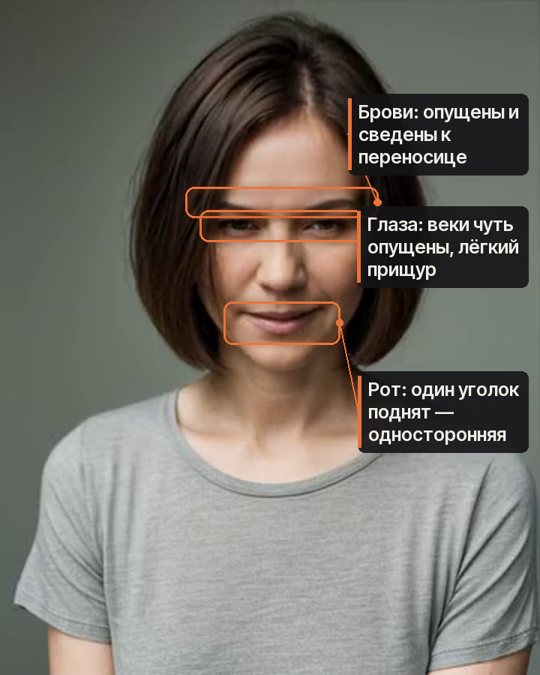 Брови: опущены и
сведены к
переносице
Глаза: веки чуть
опущены, лёгкий
прищур
Рот: один уголок
поднят —
односторонняя